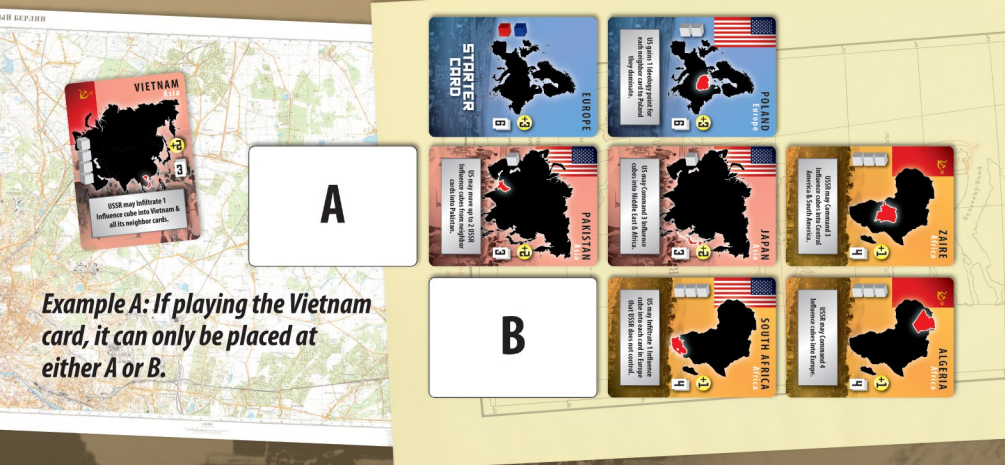 ЫЙ БЕРЛИН
VIETNAM
Asia
+2
3
USSR may Infiltrate 1
Influence cube into Vietnam &
all its neighbor cards.
A
Example A: If playing the Vietnam
card, it can only be placed at
either A or B.
STARTER
CARD
EUROPE
+3
6
US gains 1 Ideology point for
each neighbor card to Poland
they dominate.
POLAND
Europe
+3
6
US may move up to 2 USSR
Influence cubes from neighbor
cards into Pakistan.
PAKISTAN
Asia
+2
3
US may Command 3 Influence
cubes into Middle East & Africa.
JAPAN
Asia
+2
3
USSR may Command 3
Influence cubes into Central
America & South America.
ZAIRE
Africa
+1
4
B
US may Infiltrate 1 Influence
cube into each card in Europe
that USSR does not control.
SOUTH AFRICA
Africa
+1
4
USSR may Command 4
Influence cubes into Europe.
ALGERIA
Africa
+1
4